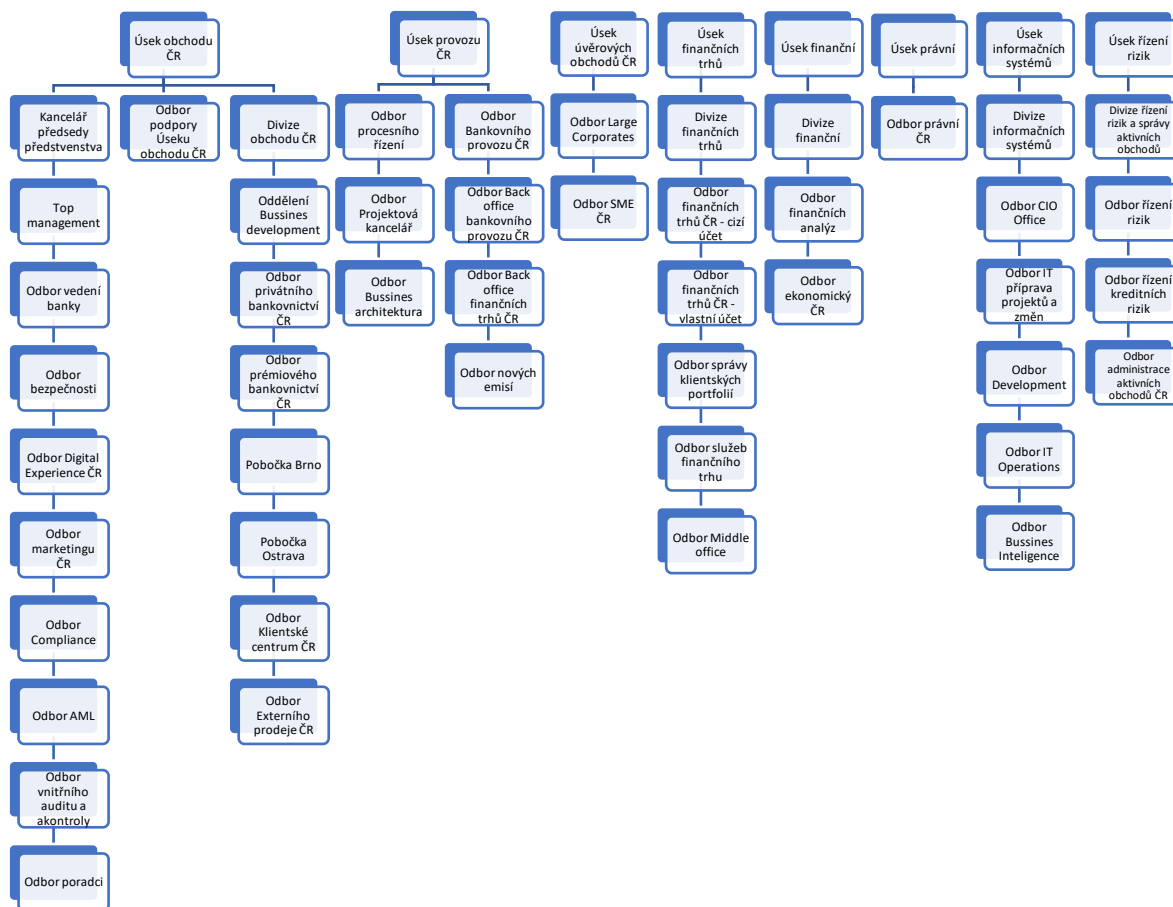 Úsek obchodu
ČR
Kancelář
předsedy
představenstva
Top
management
Odbor vedení
banky
Odbor
bezpečnosti
Odbor Digital
Experience ČR
Odbor
marketingu
ČR
Odbor
Compliance
Odbor AML
Odbor
vnitřního
auditu a
akontroly
Odbor poradci
Odbor
podpory
Úseku
obchodu ČR
Divize
obchodu ČR
Oddělení
Bussines
development
Odbor
privátního
bankovnictví
ČR
Odbor
prémiového
bankovnictví
ČR
Pobočka Brno
Pobočka
Ostrava
Odbor
Klientské
centrum ČR
Odbor
Externího
prodeje ČR
Úsek provozu
ČR
Odbor
procesního
řízení
Odbor
Projektová
kancelář
Odbor
Bussines
architektura
Odbor
Bankovního
provozu ČR
Odbor Back
office
bankovního
provozu ČR
Odbor Back
office
finančních
trhů ČR
Odbor nových
emisí
Úsek
úvěrových
obchodů ČR
Odbor Large
Corporates
Odbor SME
ČR
Úsek
finančních
trhů
Divize
finančních
trhů
Odbor
finančních
trhů ČR - cizí
účet
Odbor
finančních
trhů ČR -
vlastní účet
Odbor správy
klientských
portfolií
Odbor služeb
finančního
trhu
Odbor Middle
office
Úsek finanční
Divize
finanční
Odbor
finančních
analýz
Odbor
ekonomický
ČR
Úsek právní
Odbor právní
ČR
Úsek
informačních
systémů
Divize
informačních
systémů
Odbor CIO
Office
Odbor IT
příprava
projektů a
změn
Odbor
Development
Odbor IT
Operations
Odbor
Bussines
Inteligence
Úsek řízení
rizik
Divize řízení
rizik a správy
aktivních
obchodů
Odbor řízení
rizik
Odbor řízení
kreditních
rizik
Odbor
administrace
aktivních
obchodů ČR